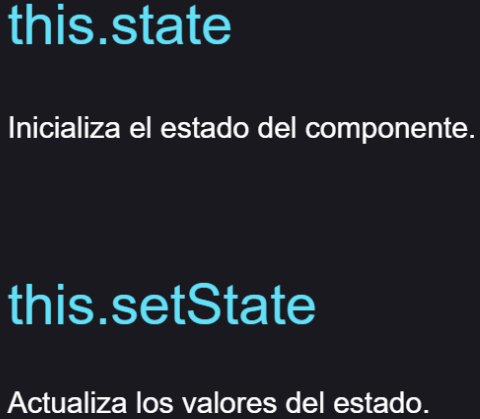 this.state
Inicializa el estado del componente.
this.setState
Actualiza los valores del estado.